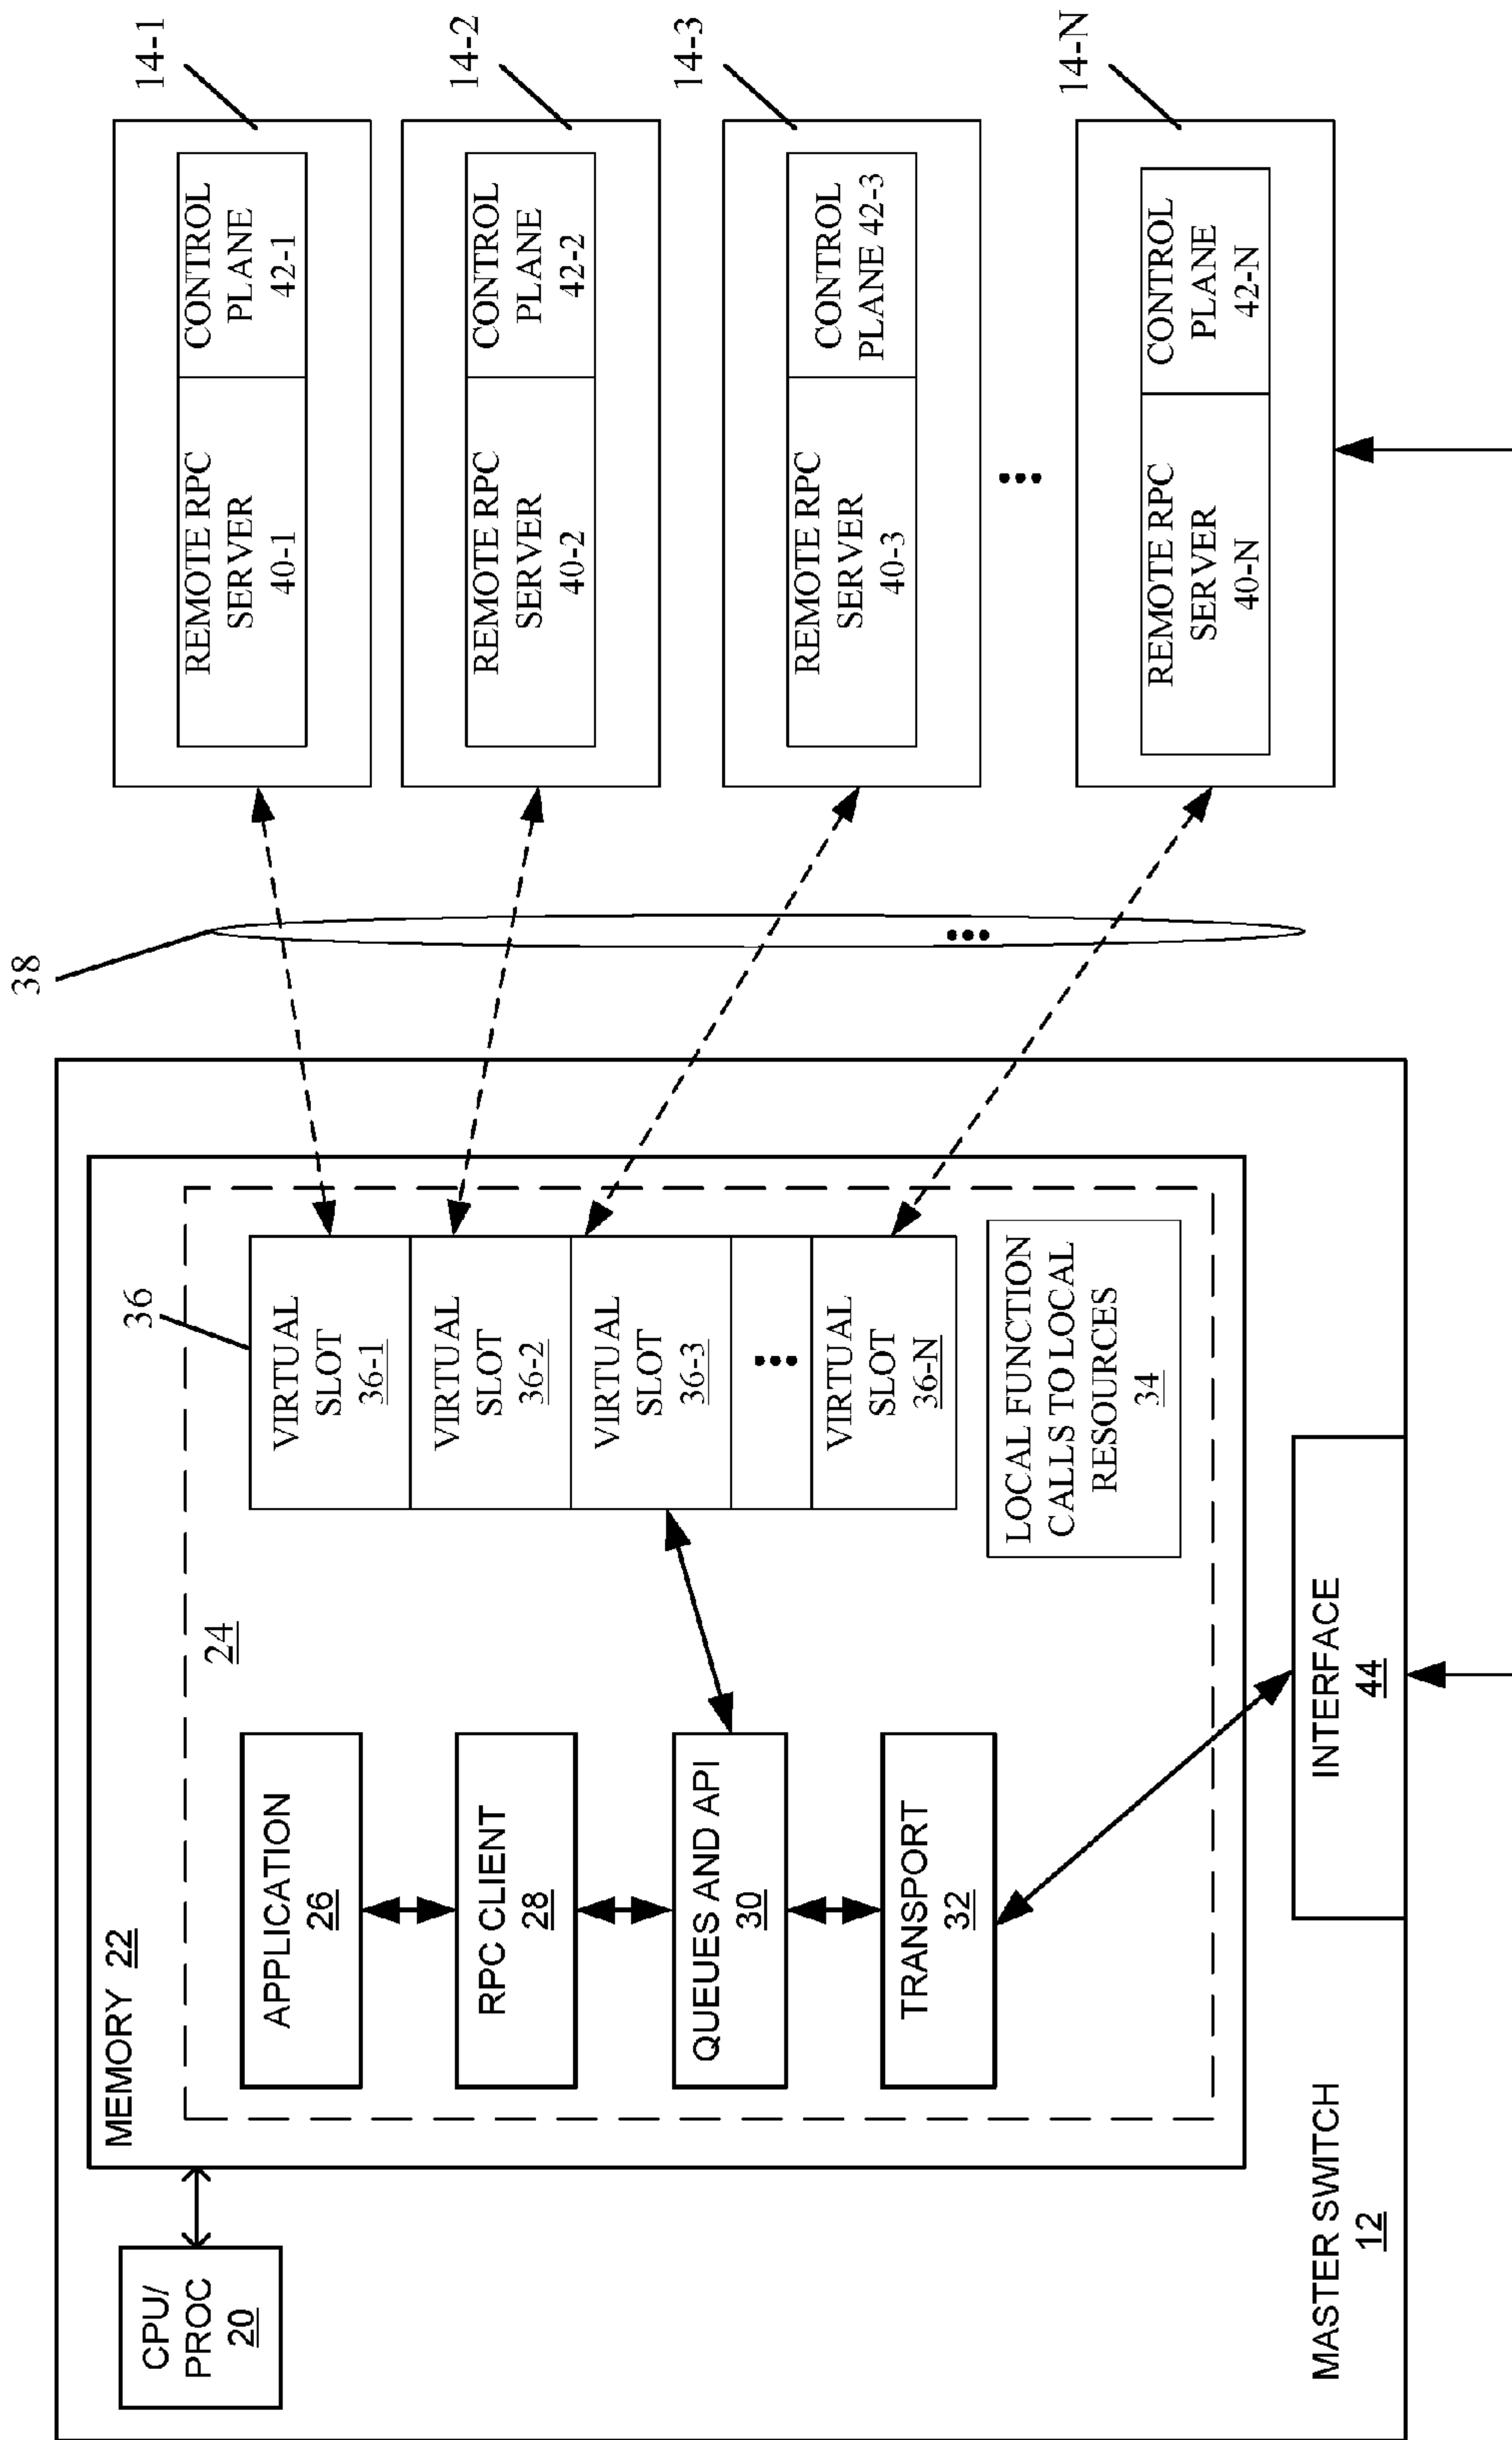 CPU/
PROC
20
MEMORY 22
24
APPLICATION
26
RPC CLIENT
28
QUEUES AND API
30
TRANSPORT
32
36
VIRTUAL
SLOT
36-1
VIRTUAL
SLOT
36-2
VIRTUAL
SLOT
36-3
•••
VIRTUAL
SLOT
36-N
LOCAL FUNCTION
CALLS TO LOCAL
RESOURCES
34
INTERFACE
44
MASTER SWITCH
12
38
•••
14-1
REMOTE RPC
SERVER
40-1
CONTROL
PLANE
42-1
14-2
REMOTE RPC
SERVER
40-2
CONTROL
PLANE
42-2
14-3
REMOTE RPC
SERVER
40-3
CONTROL
PLANE 42-3
•••
14-N
REMOTE RPC
SERVER
40-N
CONTROL
PLANE
42-N